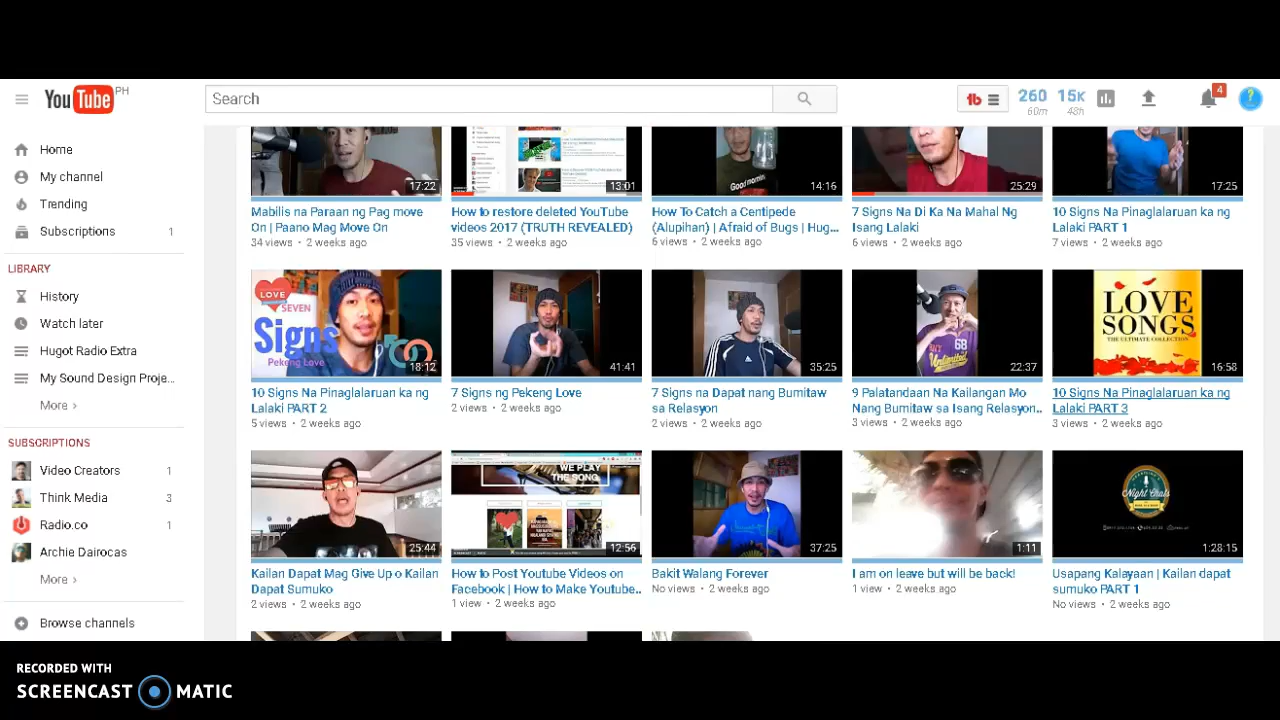 YouTube PH
Search
tb
260
60m
15K
48h
4
?
Home
My channel
Trending
Subscriptions 1
LIBRARY
History
Watch later
Hugot Radio Extra
My Sound Design Proje...
More ›
SUBSCRIPTIONS
Video Creators 1
Think Media 3
Radio.co 1
Archie Dairocas
More ›
Browse channels
17:22
Mabilis na Paraan ng Pag move
On | Paano Mag Move On
34 views • 2 weeks ago
13:01
How to restore deleted YouTube
videos 2017 (TRUTH REVEALED)
35 views • 2 weeks ago
14:16
How To Catch a Centipede
(Alupihan) | Afraid of Bugs | Hug...
6 views • 2 weeks ago
25:29
7 Signs Na Di Ka Na Mahal Ng
Isang Lalaki
6 views • 2 weeks ago
17:25
10 Signs Na Pinaglalaruan ka ng
Lalaki PART 1
7 views • 2 weeks ago
LOVE
SEVEN
Signs
Pekeng Love
18:12
10 Signs Na Pinaglalaruan ka ng
Lalaki PART 2
5 views • 2 weeks ago
41:41
7 Signs ng Pekeng Love
2 views • 2 weeks ago
35:25
7 Signs na Dapat nang Bumitaw
sa Relasyon
2 views • 2 weeks ago
68
22:37
9 Palatandaan Na Kailangan Mo
Nang Bumitaw sa Isang Relasyon..
3 views • 2 weeks ago
LOVE
SONGS
THE ULTIMATE COLLECTION
16:58
10 Signs Na Pinaglalaruan ka ng
Lalaki PART 3
3 views • 2 weeks ago
25:44
Kailan Dapat Mag Give Up o Kailan
Dapat Sumuko
2 views • 2 weeks ago
WE PLAY
THE SONG
12:56
How to Post Youtube Videos on
Facebook | How to Make Youtube..
1 view • 2 weeks ago
37:25
Bakit Walang Forever
No views • 2 weeks ago
1:11
I am on leave but will be back!
1 view • 2 weeks ago
Night Owls
1:28:15
Usapang Kalayaan | Kailan dapat
sumuko PART 1
No views • 2 weeks ago
RECORDED WITH
SCREENCAST MATIC